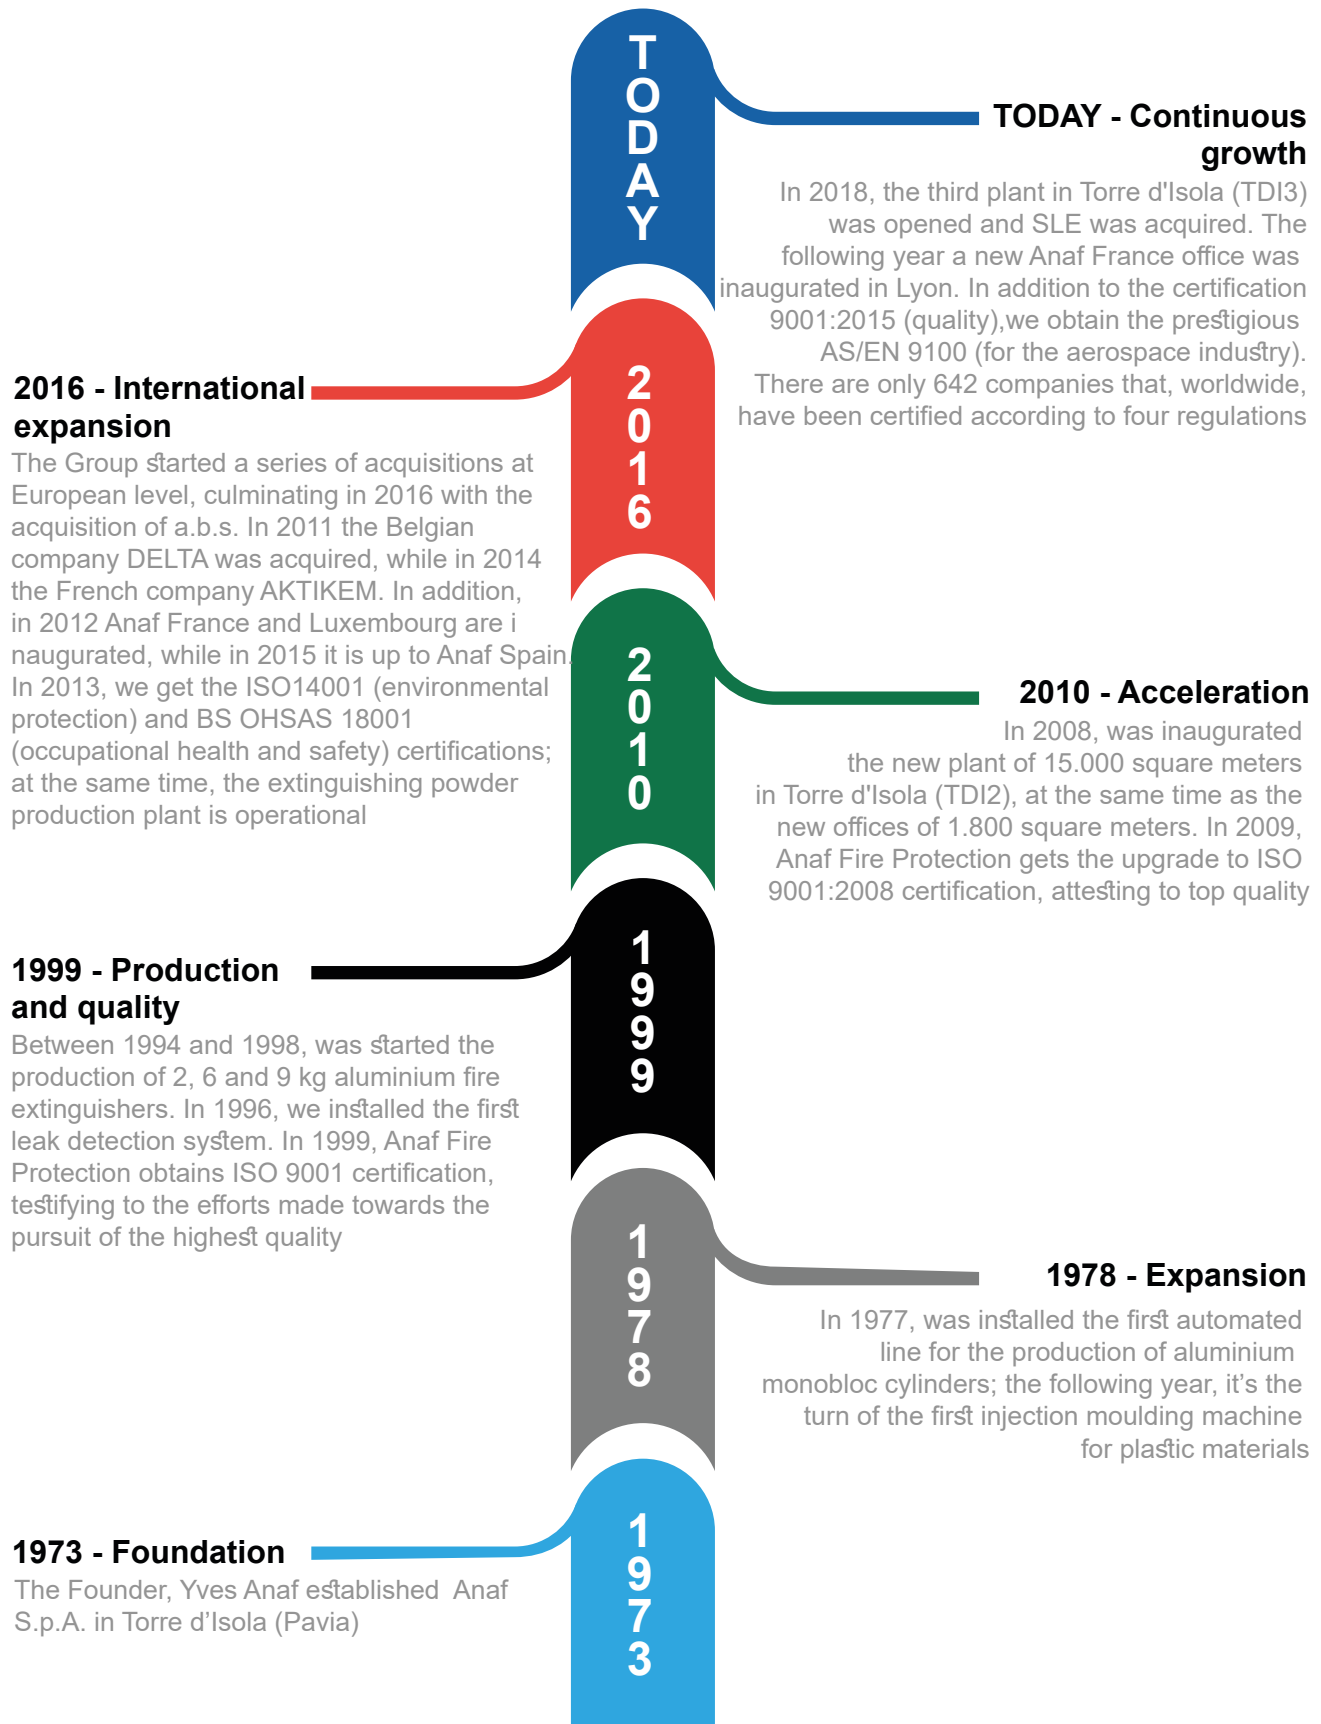 TODAY
TODAY - Continuous
growth
In 2018, the third plant in Torre d'Isola (TDI3)
was opened and SLE was acquired. The
following year a new Anaf France office was
inaugurated in Lyon. In addition to the certification
9001:2015 (quality),we obtain the prestigious
AS/EN 9100 (for the aerospace industry).
There are only 642 companies that, worldwide,
have been certified according to four regulations
2016
2016 - International
expansion
The Group started a series of acquisitions at
European level, culminating in 2016 with the
acquisition of a.b.s. In 2011 the Belgian
company DELTA was acquired, while in 2014
the French company AKTIKEM. In addition,
in 2012 Anaf France and Luxembourg are i
naugurated, while in 2015 it is up to Anaf Spain.
In 2013, we get the ISO14001 (environmental
protection) and BS OHSAS 18001
(occupational health and safety) certifications;
at the same time, the extinguishing powder
production plant is operational
2010
2010 - Acceleration
In 2008, was inaugurated
the new plant of 15.000 square meters
in Torre d'Isola (TDI2), at the same time as the
new offices of 1.800 square meters. In 2009,
Anaf Fire Protection gets the upgrade to ISO
9001:2008 certification, attesting to top quality
1999
1999 - Production
and quality
Between 1994 and 1998, was started the
production of 2, 6 and 9 kg aluminium fire
extinguishers. In 1996, we installed the first
leak detection system. In 1999, Anaf Fire
Protection obtains ISO 9001 certification,
testifying to the efforts made towards the
pursuit of the highest quality
1978
1978 - Expansion
In 1977, was installed the first automated
line for the production of aluminium
monobloc cylinders; the following year, it’s the
turn of the first injection moulding machine
for plastic materials
1973
1973 - Foundation
The Founder, Yves Anaf established  Anaf
S.p.A. in Torre d’Isola (Pavia)